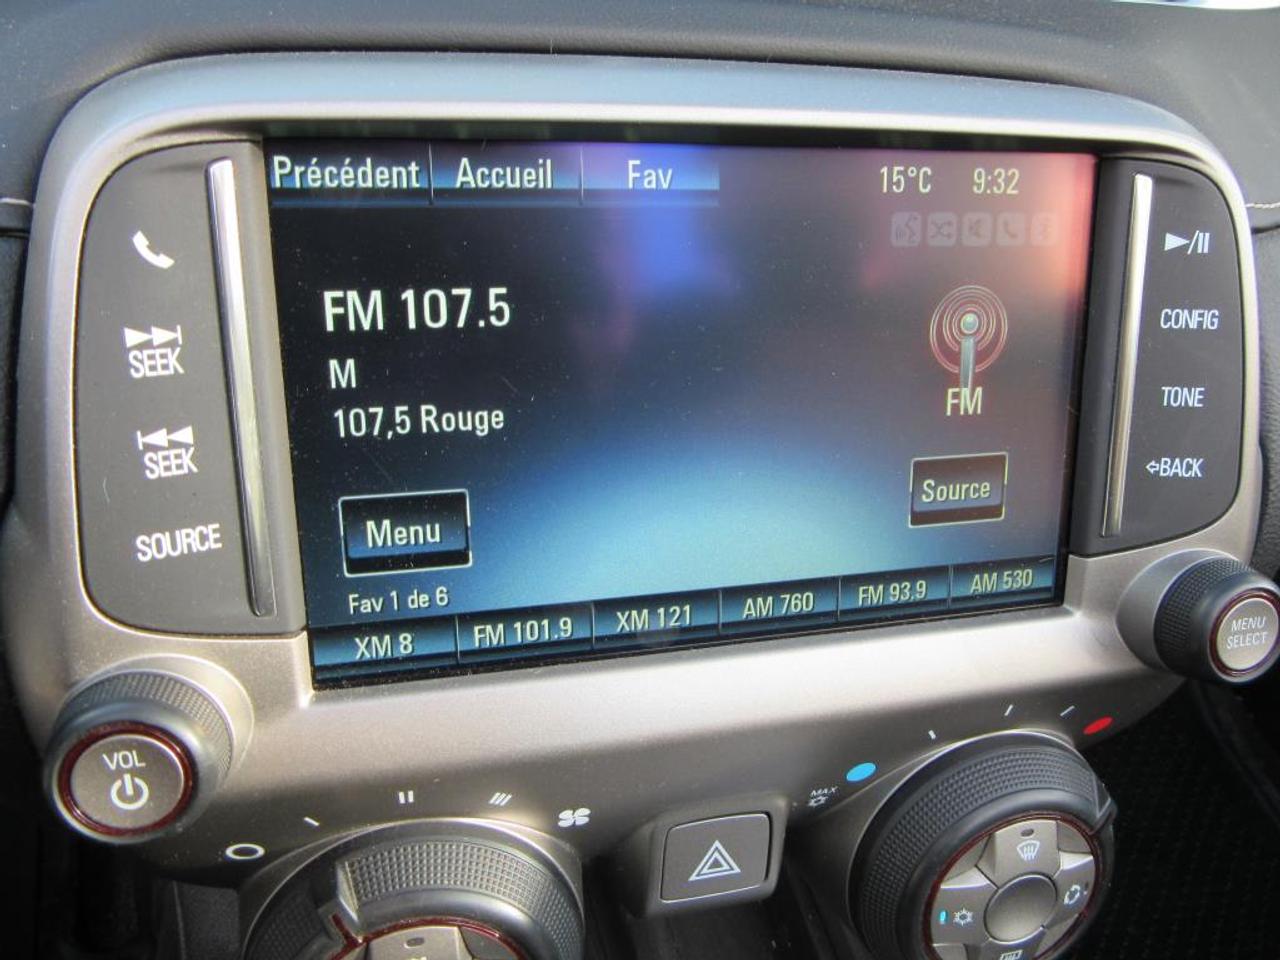 Précédent Accueil Fav 15°C 9:32
FM 107.5
M
107,5 Rouge
FM
Menu
Source
Fav 1 de 6
XM 8 FM 101.9 XM 121 AM 760 FM 93,9 AM 530
SEEK
SEEK
SOURCE
CONFIG
TONE
BACK
VOL
MENU
SELECT
MAX